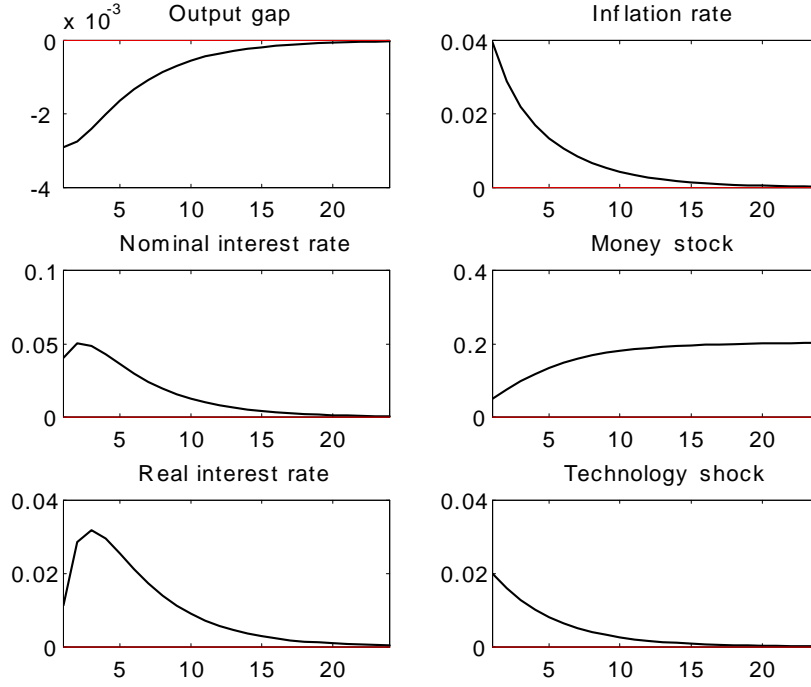 Output gap
x 10-3
0
-2
-4
5 10 15 20
Inflation rate
0.04
0.02
0
5 10 15 20
Nominal interest rate
0.1
0.05
0
5 10 15 20
Money stock
0.4
0.2
0
5 10 15 20
Real interest rate
0.04
0.02
0
5 10 15 20
Technology shock
0.04
0.02
0
5 10 15 20